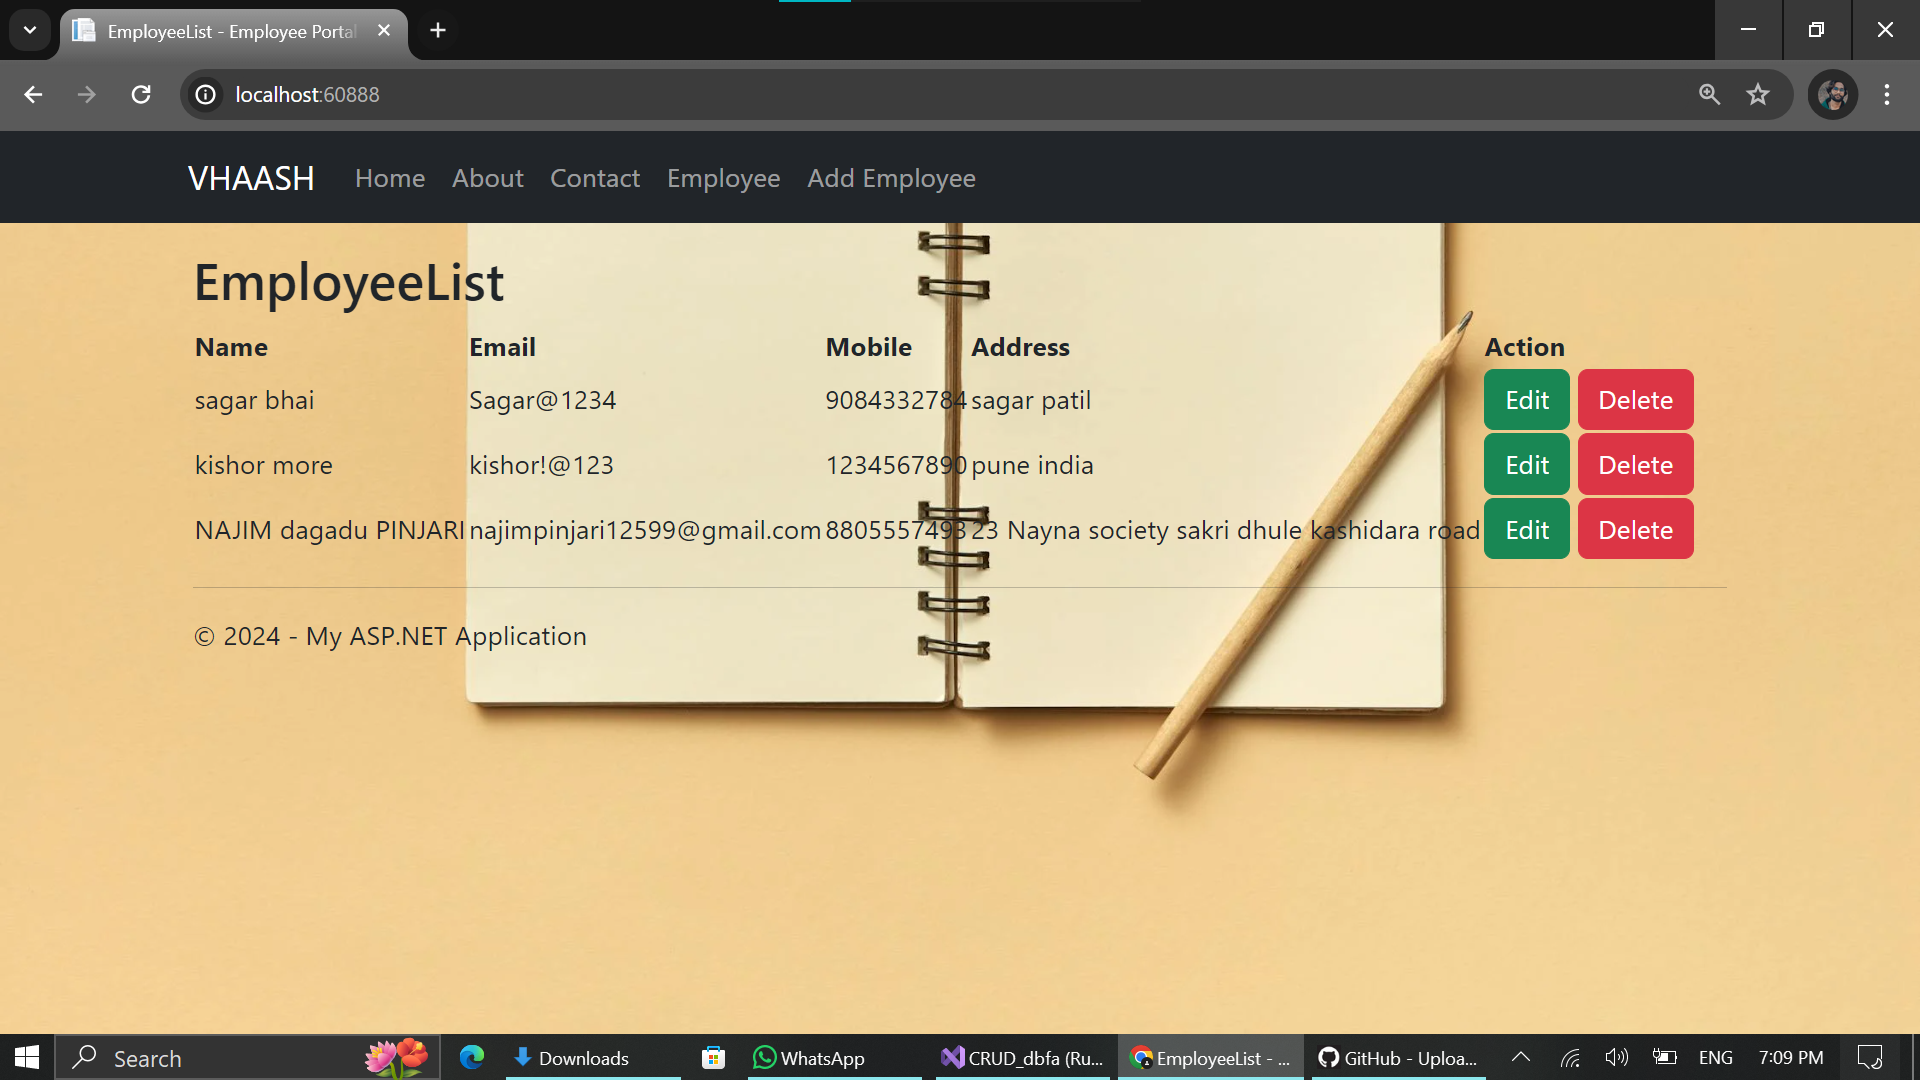 EmployeeList - Employee Portal
localhost:60888
VHAASH Home About Contact Employee Add Employee
EmployeeList
Name Email Mobile Address Action
sagar bhai Sagar@1234 9084332784 sagar patil Edit Delete
kishor more kishor!@123 1234567890 pune india Edit Delete
NAJIM dagadu PINJARI najimpinjari12599@gmail.com 8805557493 23 Nayna society sakri dhule kashidara road Edit Delete
© 2024 - My ASP.NET Application
Search Downloads WhatsApp CRUD_dbfa (Ru... EmployeeList - ... GitHub - Uploa... ENG 7:09 PM